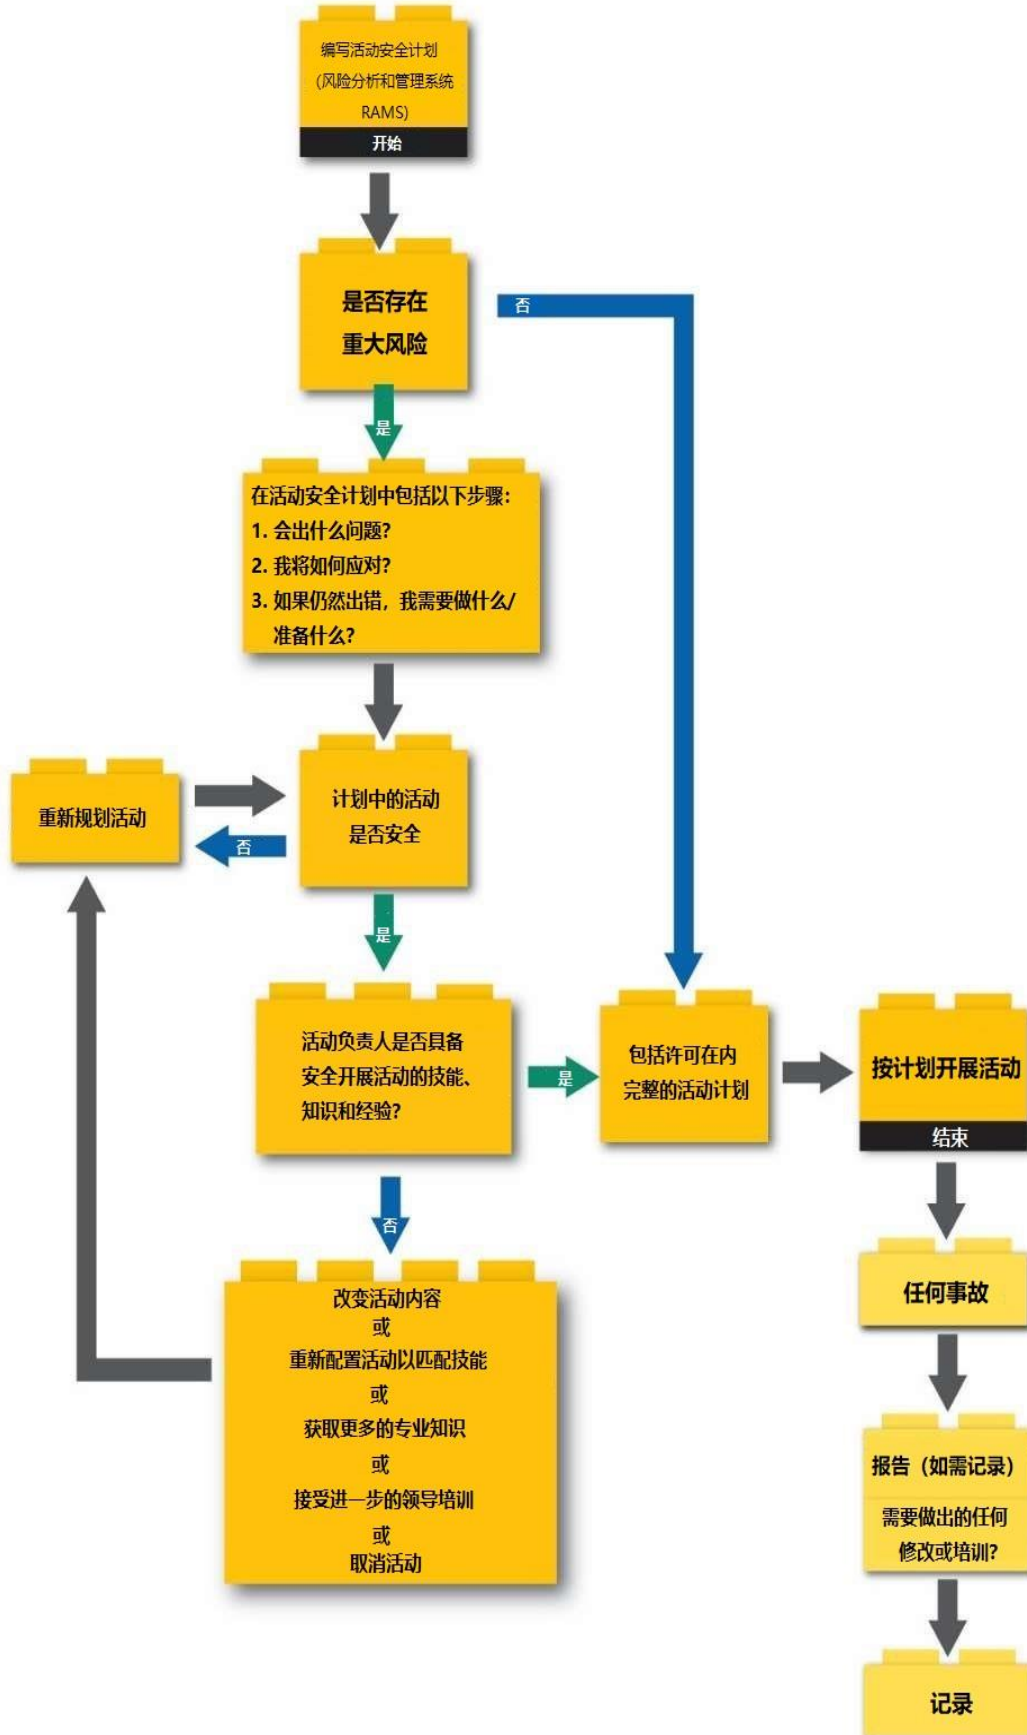 编写活动安全计划
（风险分析和管理系统
RAMS)
开始
是否存在
重大风险
否
是
在活动安全计划中包括以下步骤：
1. 会出什么问题？
2. 我将如何应对？
3. 如果仍然出错，我需要做什么/
准备什么？
重新规划活动
计划中的活动
是否安全
否
是
活动负责人是否具备
安全开展活动的技能、
知识和经验？
是
包括许可在内
完整的活动计划
按计划开展活动
结束
否
改变活动内容
或
重新配置活动以匹配技能
或
获取更多的专业知识
或
接受进一步的领导培训
或
取消活动
任何事故
报告（如需记录）
需要做出的任何
修改或培训？
记录